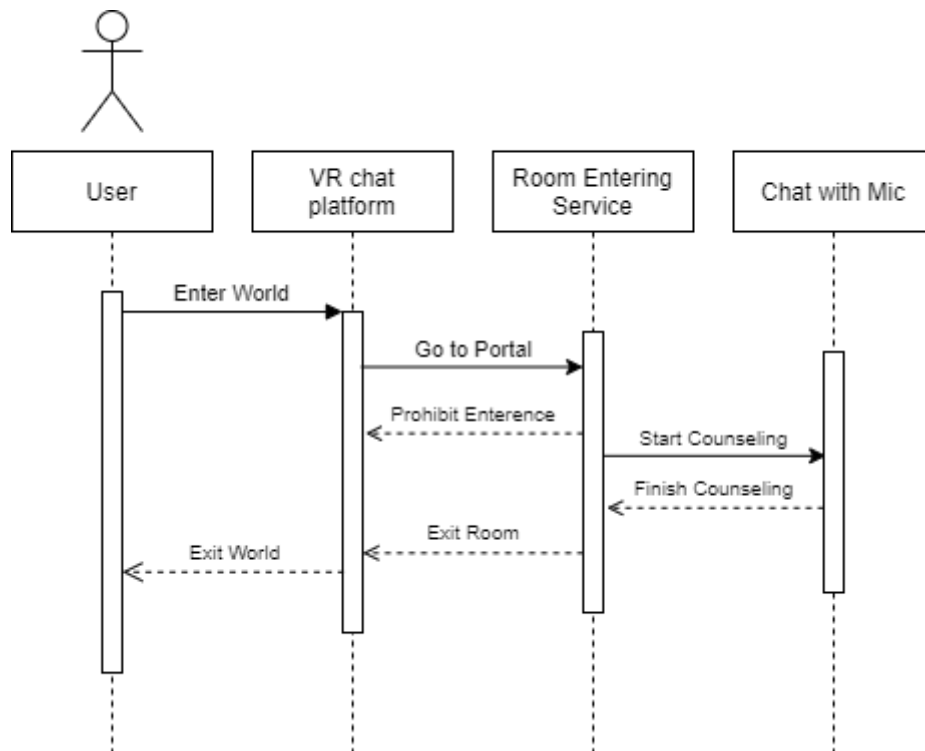 User
VR chat
platform
Room Entering
Service
Chat with Mic
Enter World
Go to Portal
Prohibit Enterence
Start Counseling
Finish Counseling
Exit Room
Exit World